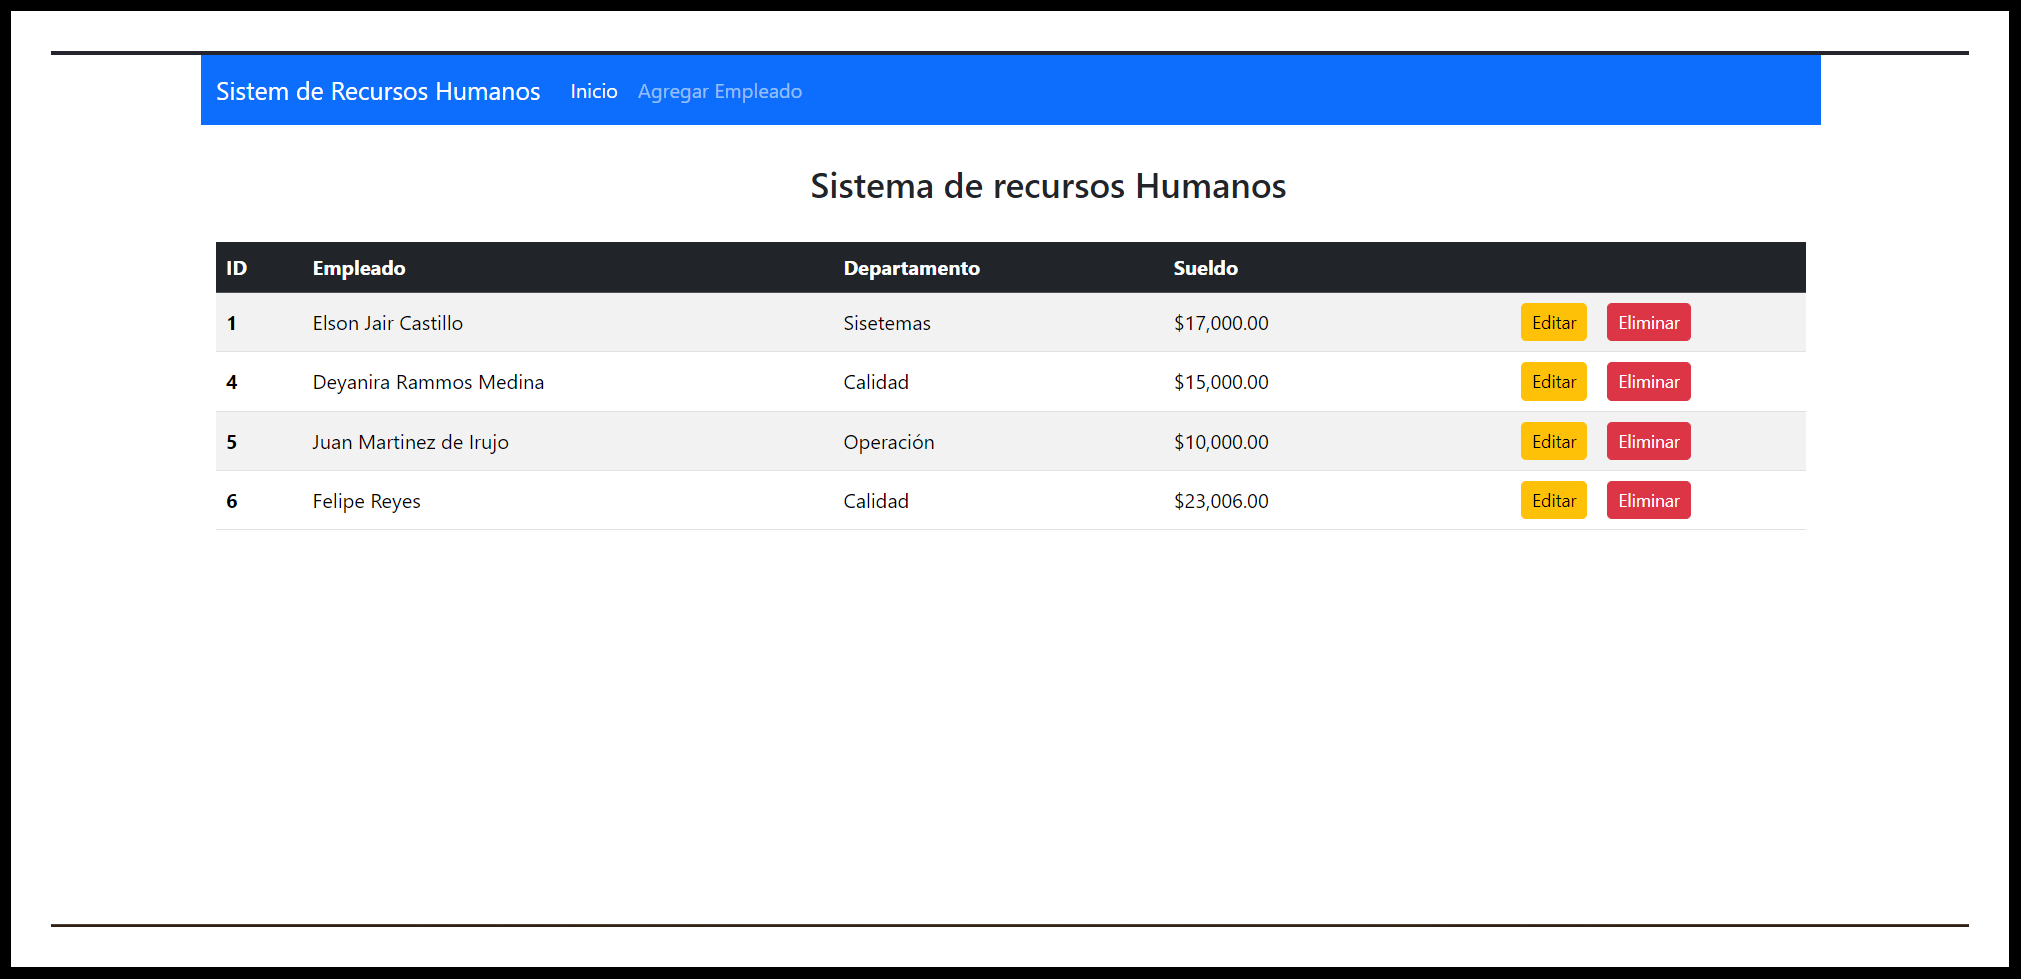 Sistem de Recursos Humanos Inicio Agregar Empleado
Sistema de recursos Humanos
ID Empleado Departamento Sueldo
1 Elson Jair Castillo Sisetemas $17,000.00 Editar Eliminar
4 Deyanira Rammos Medina Calidad $15,000.00 Editar Eliminar
5 Juan Martinez de Irujo Operación $10,000.00 Editar Eliminar
6 Felipe Reyes Calidad $23,006.00 Editar Eliminar